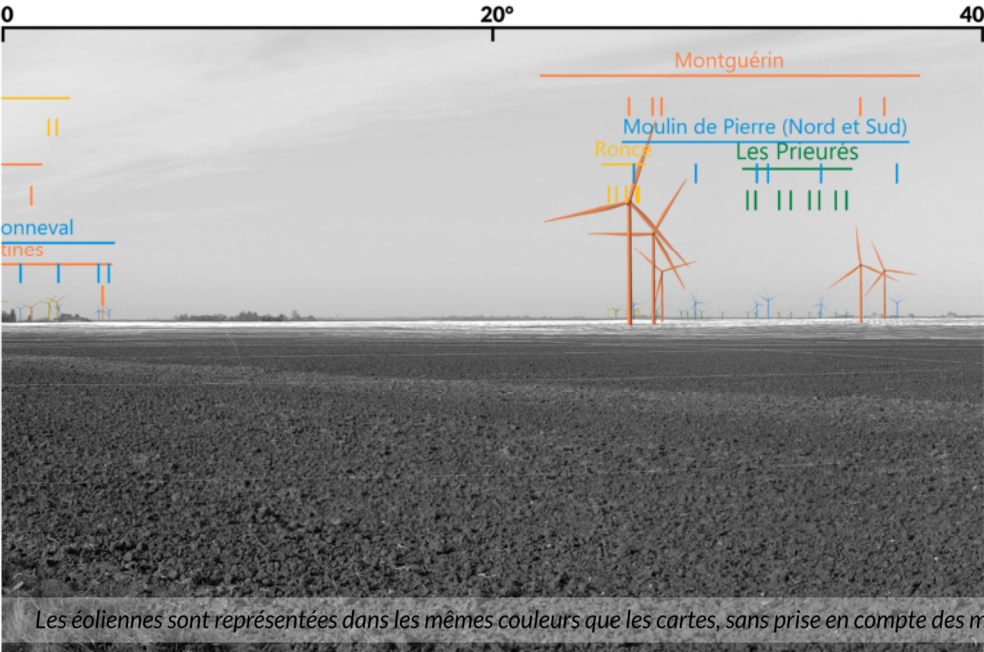 0 20° 40
Montguérin
Moulin de Pierre (Nord et Sud)
Ronce Les Prieurés
onneval
tines
Les éoliennes sont représentées dans les mêmes couleurs que les cartes, sans prise en compte des m